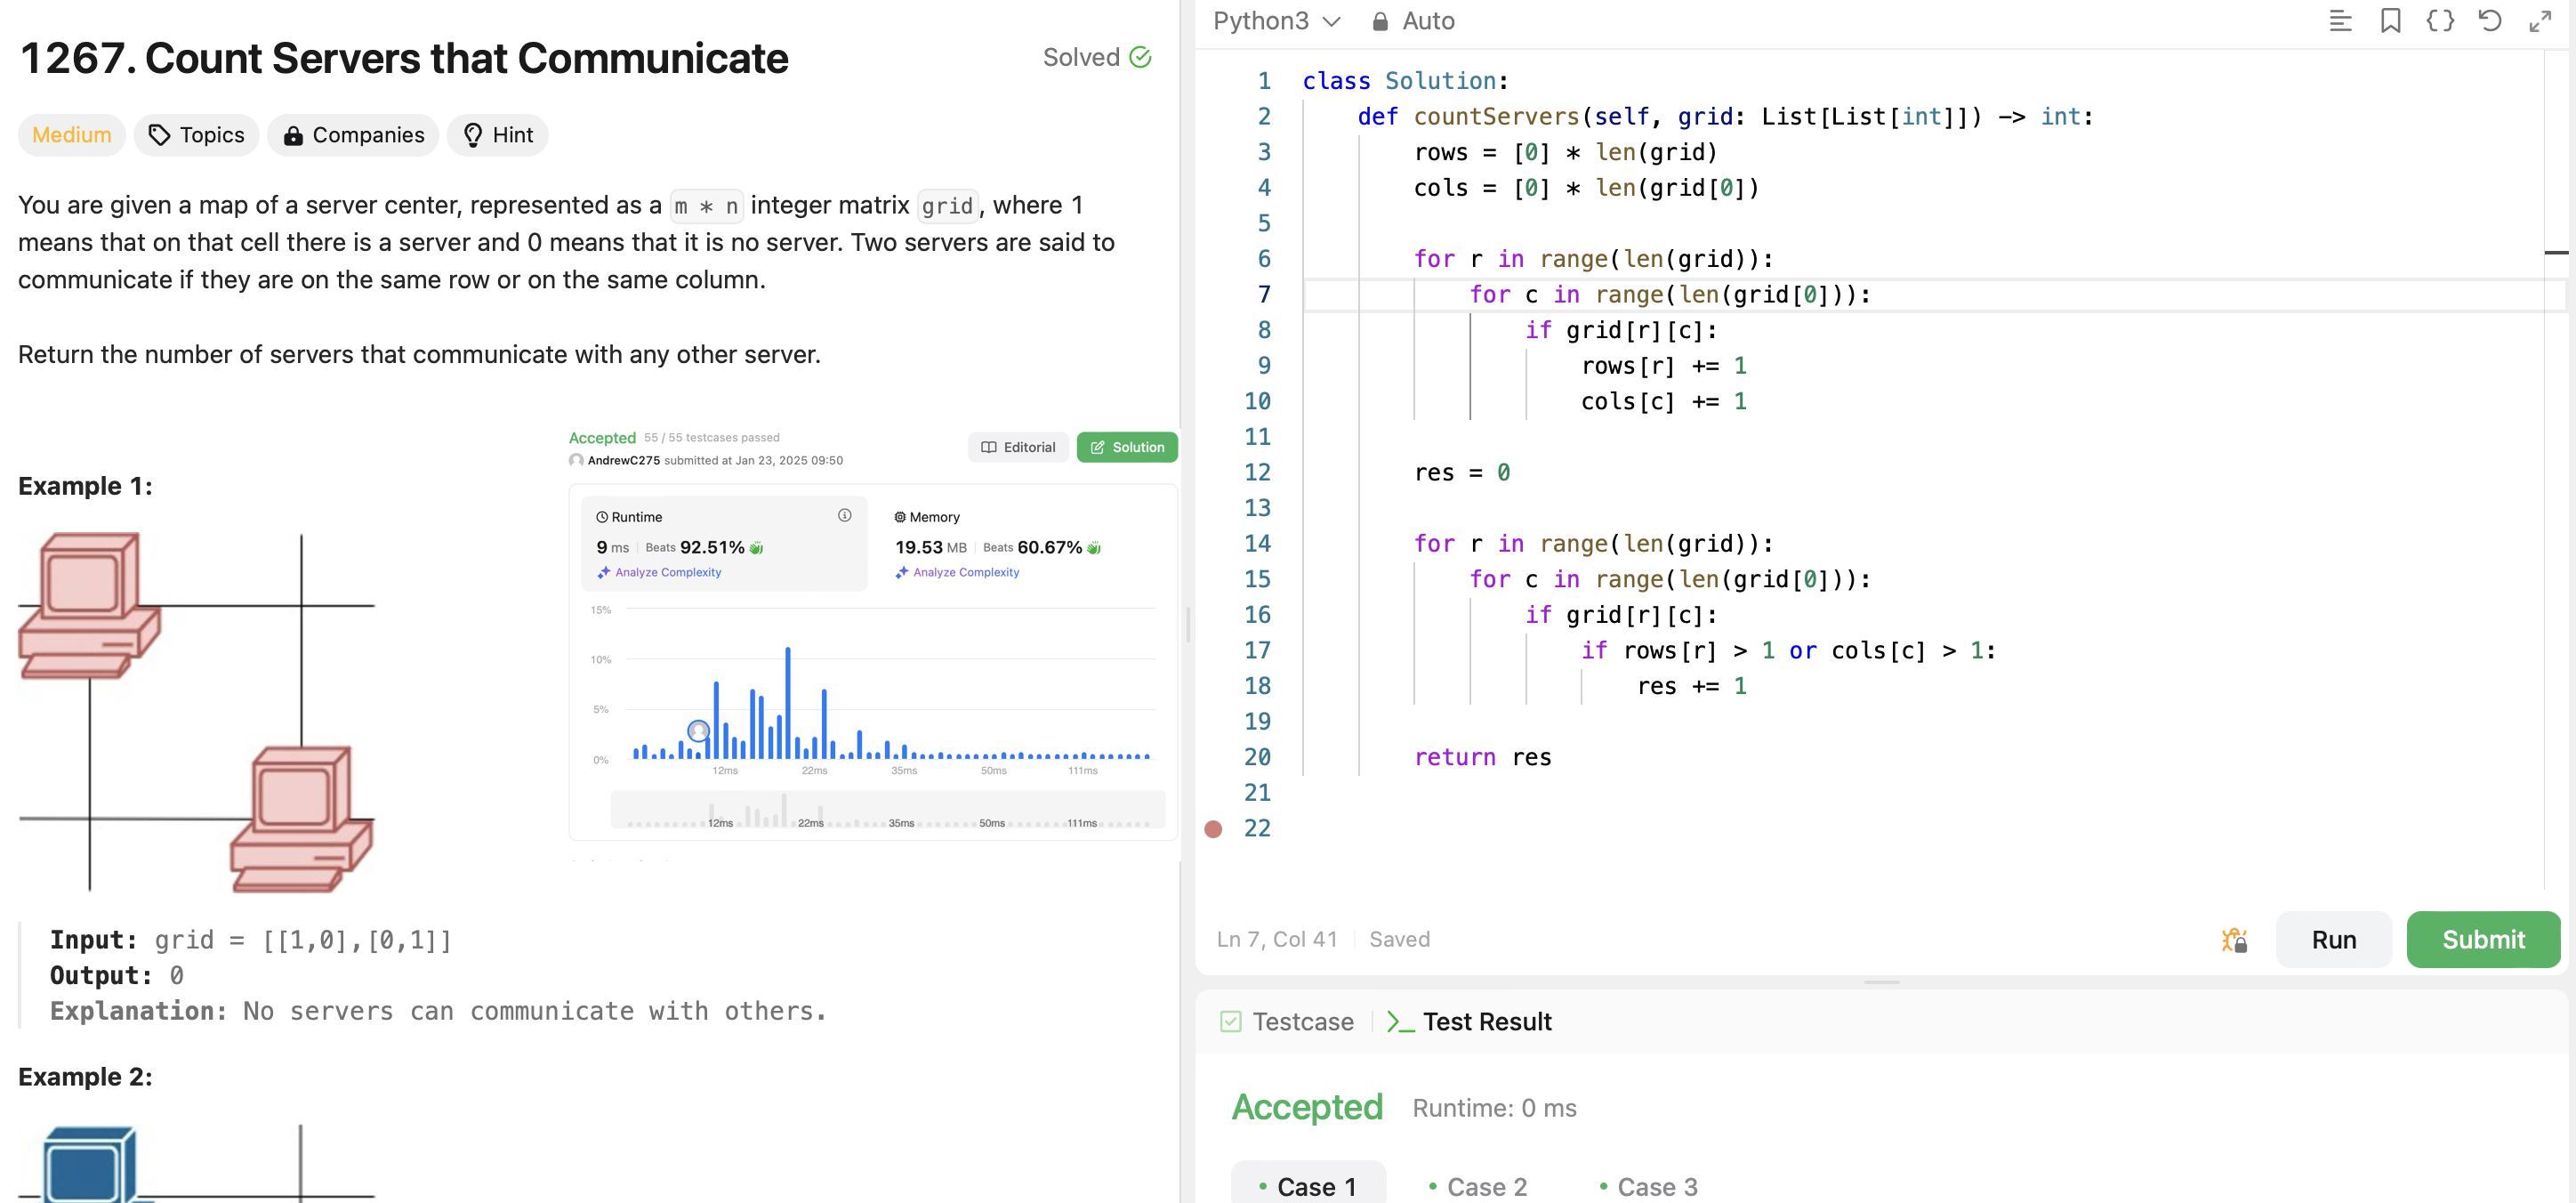 1267. Count Servers that Communicate
Solved
Medium
Topics
Companies
Hint
You are given a map of a server center, represented as a m * n integer matrix grid, where 1
means that on that cell there is a server and 0 means that it is no server. Two servers are said to
communicate if they are on the same row or on the same column.
Return the number of servers that communicate with any other server.
Accepted 55 / 55 testcases passed
AndrewC275 submitted at Jan 23, 2025 09:50
Editorial
Solution
Runtime
9 ms | Beats 92.51%
Analyze Complexity
Memory
19.53 MB | Beats 60.67%
Analyze Complexity
15%
10%
5%
0%
12ms 22ms 35ms 50ms 111ms
12ms 22ms 35ms 50ms 111ms
Example 1:
Input: grid = [[1,0],[0,1]]
Output: 0
Explanation: No servers can communicate with others.
Example 2:
Python3
Auto
1 class Solution:
2     def countServers(self, grid: List[List[int]]) -> int:
3         rows = [0] * len(grid)
4         cols = [0] * len(grid[0])
5
6         for r in range(len(grid)):
7             for c in range(len(grid[0])):
8                 if grid[r][c]:
9                     rows[r] += 1
10                     cols[c] += 1
11
12         res = 0
13
14         for r in range(len(grid)):
15             for c in range(len(grid[0])):
16                 if grid[r][c]:
17                     if rows[r] > 1 or cols[c] > 1:
18                         res += 1
19
20         return res
21
22
Ln 7, Col 41 | Saved
Run
Submit
Testcase
Test Result
Accepted Runtime: 0 ms
Case 1
Case 2
Case 3